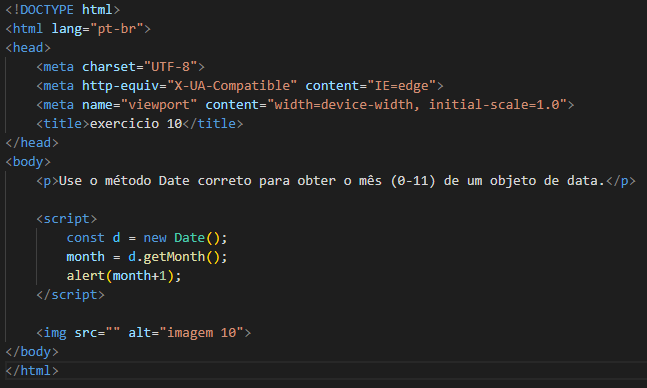 <!DOCTYPE html>
<html lang="pt-br">
<head>
    <meta charset="UTF-8">
    <meta http-equiv="X-UA-Compatible" content="IE=edge">
    <meta name="viewport" content="width=device-width, initial-scale=1.0">
    <title>exercicio 10</title>
</head>
<body>
    <p>Use o método Date correto para obter o mês (0-11) de um objeto de data.</p>

    <script>
        const d = new Date();
        month = d.getMonth();
        alert(month+1);
    </script>

    <img src="" alt="imagem 10">
</body>
</html>